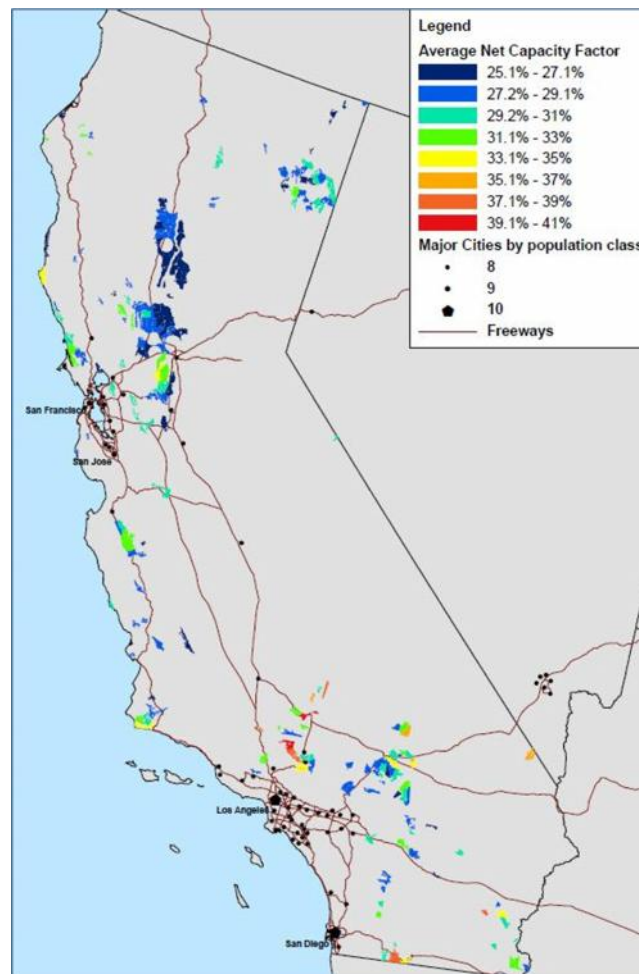 Legend
Average Net Capacity Factor
25.1% - 27.1%
27.2% - 29.1%
29.2% - 31%
31.1% - 33%
33.1% - 35%
35.1% - 37%
37.1% - 39%
39.1% - 41%
Major Cities by population class
8
9
10
Freeways
San Francisco
San Jose
Los Angeles
San Diego